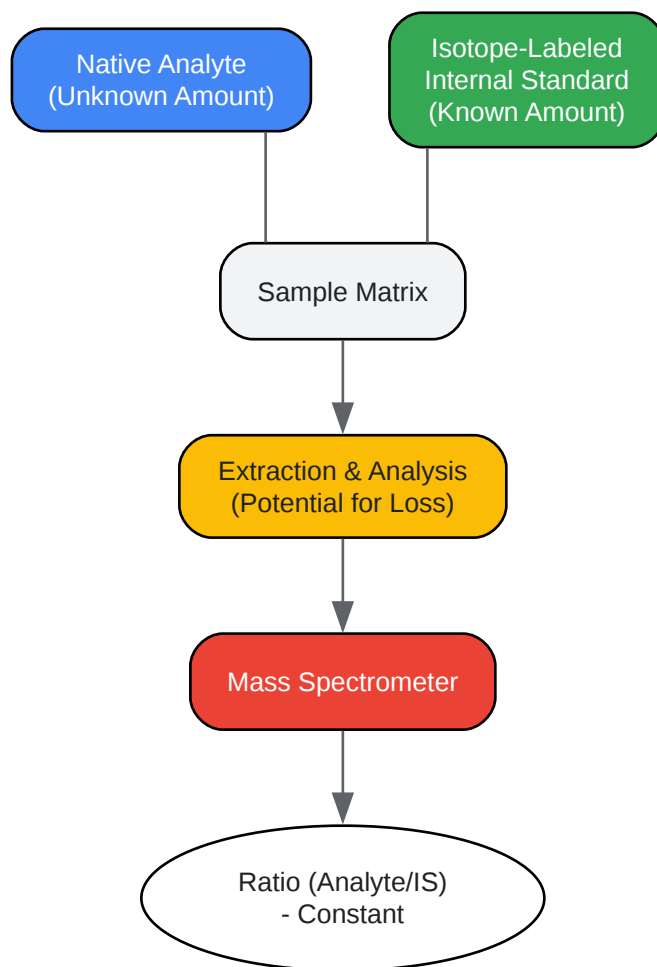 Native Analyte
(Unknown Amount)
Isotope-Labeled
Internal Standard
(Known Amount)
Sample Matrix
Extraction & Analysis
(Potential for Loss)
Mass Spectrometer
Ratio (Analyte/IS)
- Constant